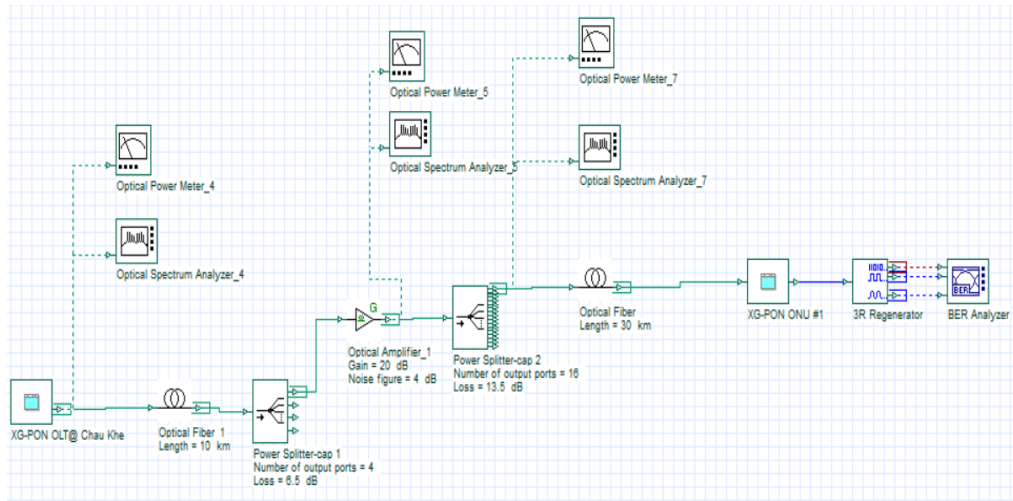 Optical Power Meter_5
Optical Power Meter_7
Optical Spectrum Analyzer_5
Optical Spectrum Analyzer_7
Optical Power Meter_4
Optical Spectrum Analyzer_4
G
Optical Amplifier_1
Gain = 20 dB
Noise figure = 4 dB
Power Splitter-cap 2
Number of output ports = 16
Loss = 13.5 dB
Optical Fiber
Length = 30 km
XG-PON ONU #1
3R Regenerator
BER
BER Analyzer
XG-PON OLT@ Chau Khe
Optical Fiber 1
Length = 10 km
Power Splitter-cap 1
Number of output ports = 4
Loss = 6.5 dB